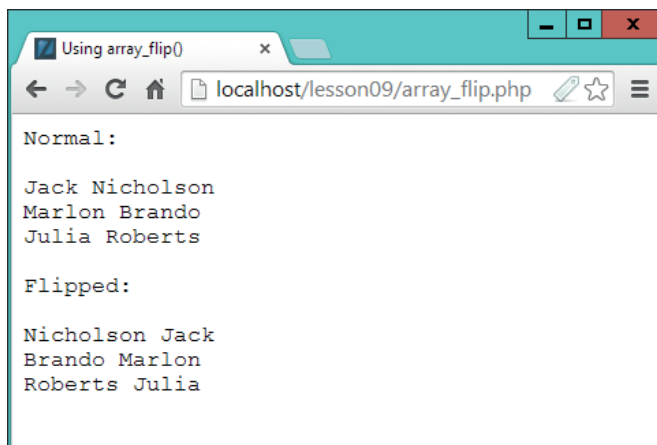 Using array_flip()
localhost/lesson09/array_flip.php
Normal:
Jack Nicholson
Marlon Brando
Julia Roberts
Flipped:
Nicholson Jack
Brando Marlon
Roberts Julia